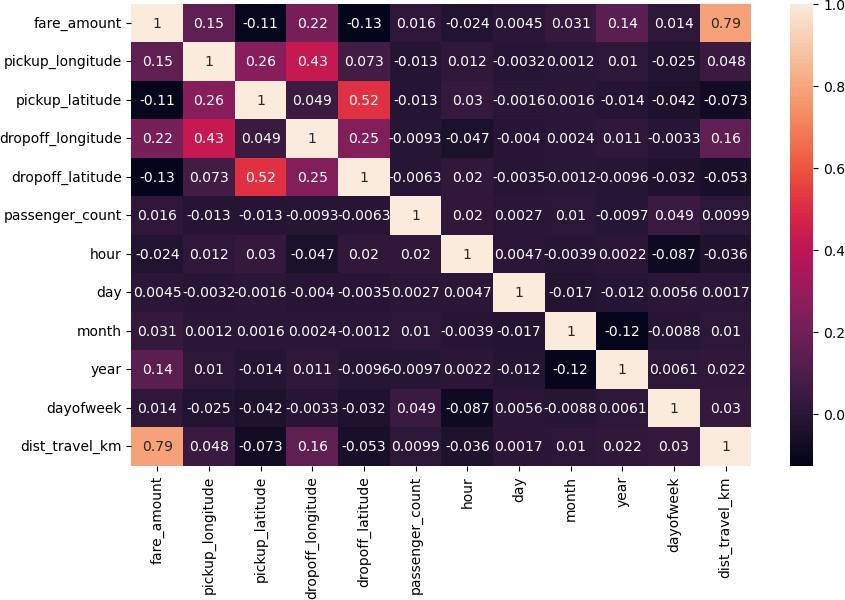 fare_amount 1 0.15 -0.11 0.22 -0.13 0.016 -0.024 0.0045 0.031 0.14 0.014 0.79
pickup_longitude 0.15 1 0.26 0.43 0.073 -0.013 0.012 -0.0032 0.0012 0.01 -0.025 0.048
pickup_latitude -0.11 0.26 1 0.049 0.52 -0.013 0.03 -0.0016 0.0016 -0.014 -0.042 -0.073
dropoff_longitude 0.22 0.43 0.049 1 0.25 -0.0093 -0.047 -0.004 0.0024 0.011 -0.0033 0.16
dropoff_latitude -0.13 0.073 0.52 0.25 1 -0.0063 0.02 -0.0035 -0.0012 -0.0096 -0.032 -0.053
passenger_count 0.016 -0.013 -0.013 -0.0093 -0.0063 1 0.02 0.0027 0.01 -0.0097 0.049 0.0099
hour -0.024 0.012 0.03 -0.047 0.02 0.02 1 0.0047 -0.0039 0.0022 -0.087 -0.036
day 0.0045 -0.0032 -0.0016 -0.004 -0.0035 0.0027 0.0047 1 -0.017 -0.012 0.0056 0.0017
month 0.031 0.0012 0.0016 0.0024 -0.0012 0.01 -0.0039 -0.017 1 -0.12 -0.0088 0.01
year 0.14 0.01 -0.014 0.011 -0.0096 -0.0097 0.0022 -0.012 -0.12 1 0.0061 0.022
dayofweek 0.014 -0.025 -0.042 -0.0033 -0.032 0.049 -0.087 0.0056 -0.0088 0.0061 1 0.03
dist_travel_km 0.79 0.048 -0.073 0.16 -0.053 0.0099 -0.036 0.0017 0.01 0.022 0.03 1
fare_amount
pickup_longitude
pickup_latitude
dropoff_longitude
dropoff_latitude
passenger_count
hour
day
month
year
dayofweek
dist_travel_km
1.0
0.8
0.6
0.4
0.2
0.0